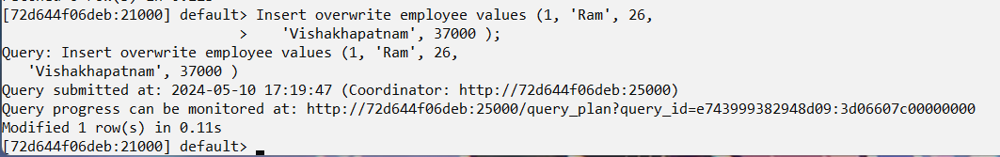 [72d644f06deb:21000] default> Insert overwrite employee values (1, 'Ram', 26,
> 'Vishakhapatnam', 37000 );
Query: Insert overwrite employee values (1, 'Ram', 26,
'Vishakhapatnam', 37000 )
Query submitted at: 2024-05-10 17:19:47 (Coordinator: http://72d644f06deb:25000)
Query progress can be monitored at: http://72d644f06deb:25000/query_plan?query_id=e743999382948d09:3d06607c00000000
Modified 1 row(s) in 0.11s
[72d644f06deb:21000] default>